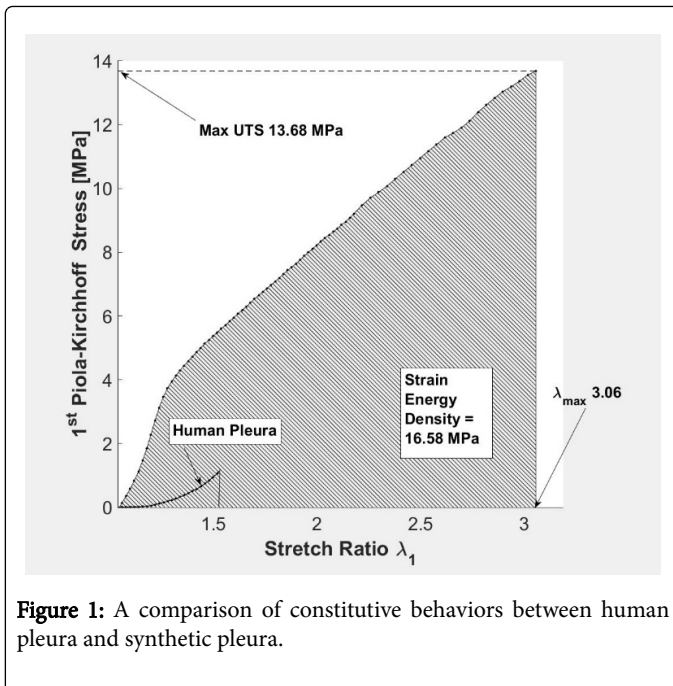 14
12
10
8
6
4
2
0
1st Piola-Kirchhoff Stress [MPa]
Max UTS 13.68 MPa
Human Pleura
Strain
Energy
Density =
16.58 MPa
λmax 3.06
1.5
2
2.5
3
Stretch Ratio λ1
Figure 1: A comparison of constitutive behaviors between human
pleura and synthetic pleura.